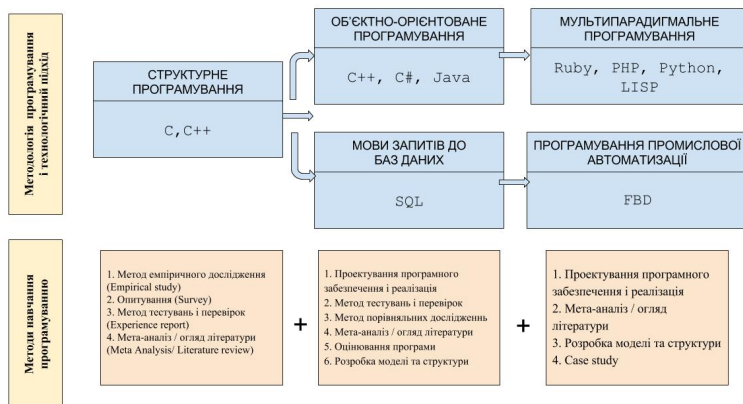 Методологія програмування
і технологічний підхід
СТРУКТУРНЕ
ПРОГРАМУВАННЯ
C,C++
ОБ'ЄКТНО-ОРІЄНТОВАНЕ
ПРОГРАМУВАННЯ
C++, C#, Java
МУЛЬТИПАРАДИГМАЛЬНЕ
ПРОГРАМУВАННЯ
Ruby, PHP, Python,
LISP
МОВИ ЗАПИТІВ ДО
БАЗ ДАНИХ
SQL
ПРОГРАМУВАННЯ ПРОМИСЛОВОЇ
АВТОМАТИЗАЦІЇ
FBD
Методи навчання
програмуванню
1. Метод емпіричного дослідження
(Empirical study)
2. Опитування (Survey)
3. Метод тестувань і перевірок
(Experience report)
4. Мета-аналіз / огляд літератури
(Meta Analysis/ Literature review)
+
1. Проектування програмного
забезпечення і реалізація
2. Метод тестувань і перевірок
3. Метод порівняльних дослідженнь
4. Мета-аналіз / огляд літератури
5. Оцінювання програми
6. Розробка моделі та структури
+
1. Проектування програмного
забезпечення і реалізація
2. Мета-аналіз / огляд
літератури
3. Розробка моделі та структури
4. Case study